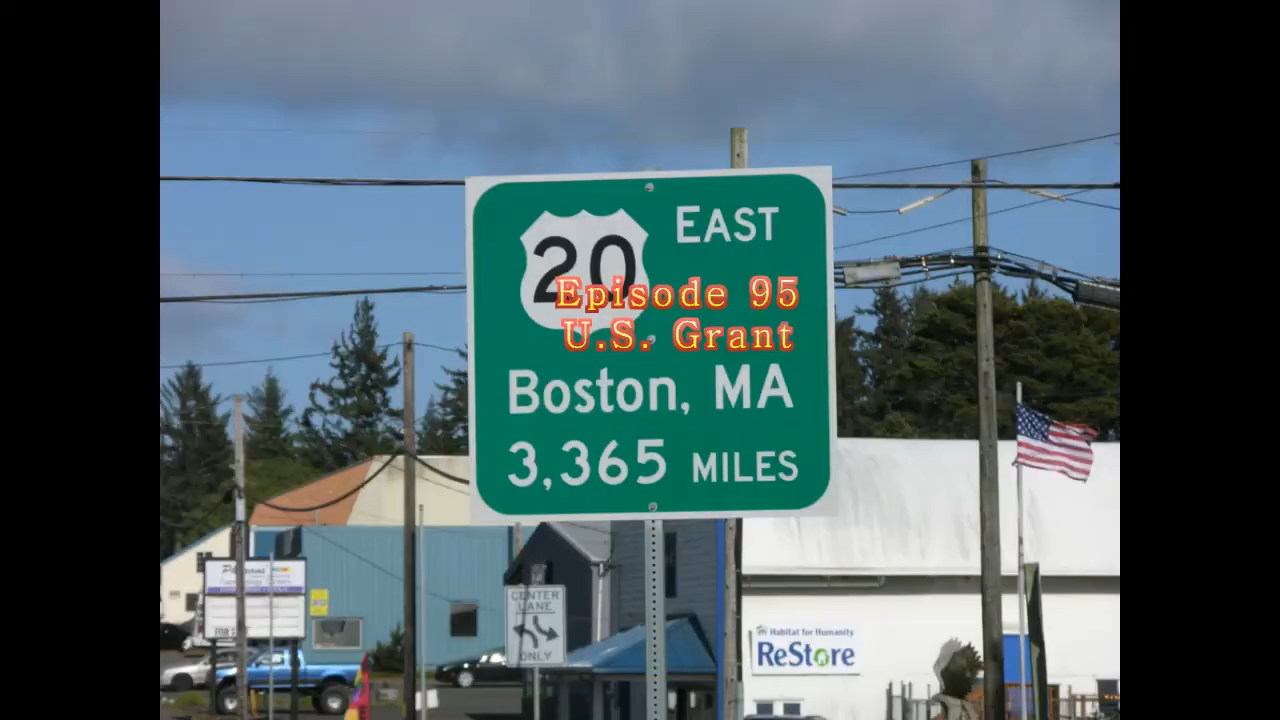 20
EAST
Episode 95
U.S. Grant
Boston, MA
3,365 MILES
CENTER
LANE
ONLY
Habitat for Humanity
ReStore